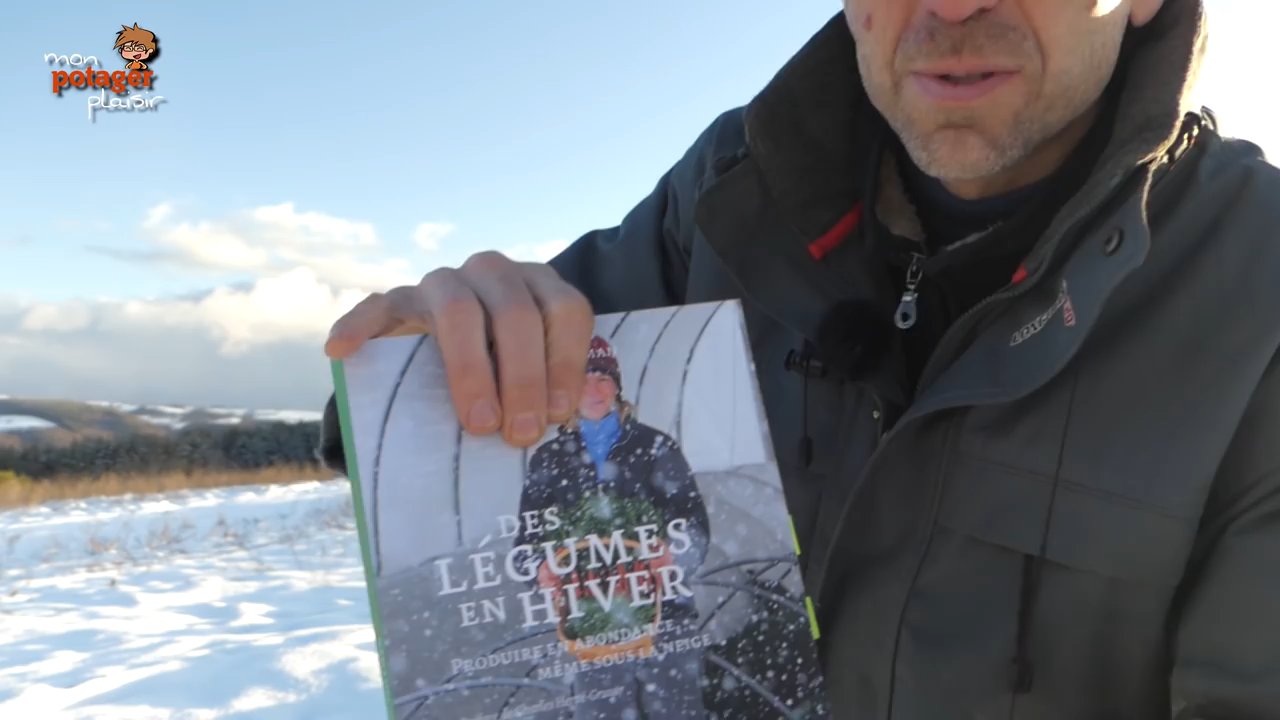 mon
potager
plaisir
DES
LÉGUMES
EN HIVER
PRODUIRE EN ABONDANCE,
MÊME SOUS LA NEIGE